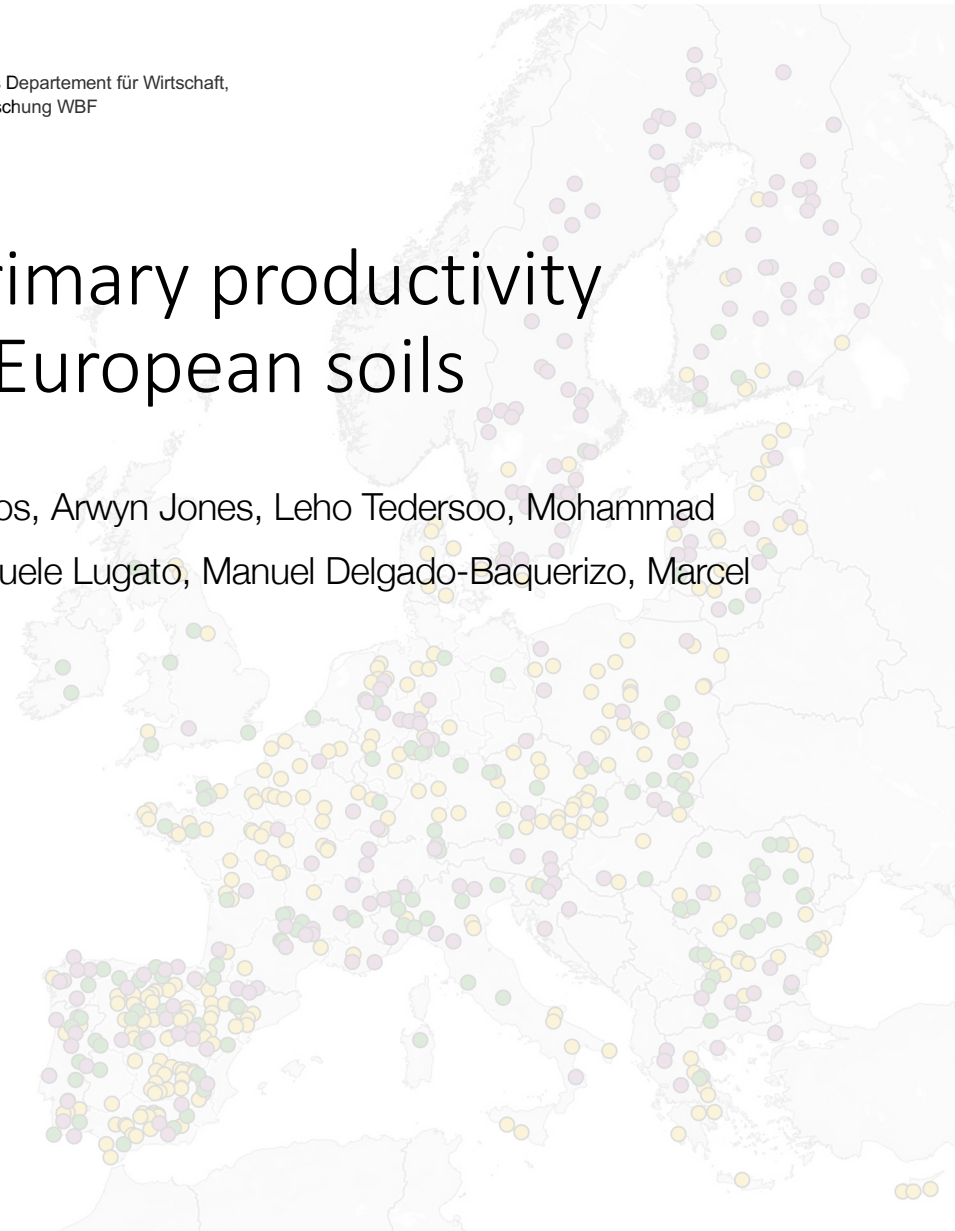 Departement für Wirtschaft,
schung WBF
rimary productivity
European soils
os, Arwyn Jones, Leho Tedersoo, Mohammad
uele Lugato, Manuel Delgado-Baquerizo, Marcel